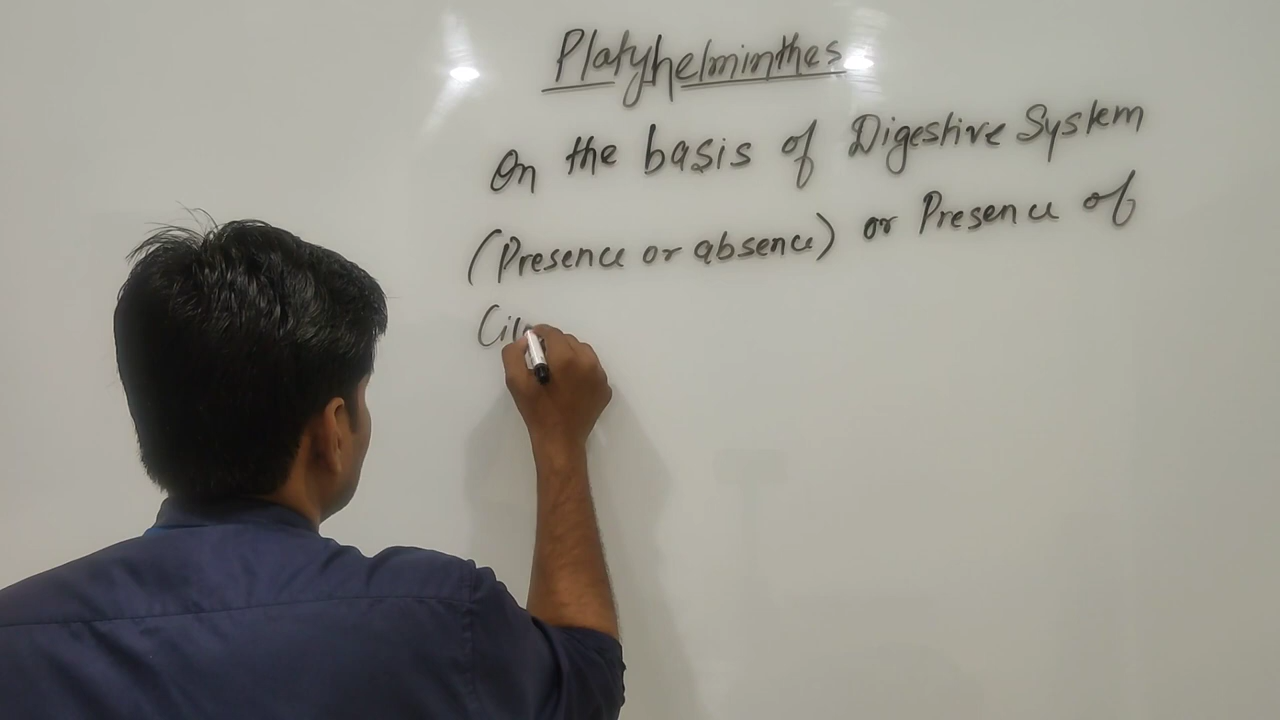 Platyhelminthes
On the basis of Digestive System
(Presence or absence) or Presence of